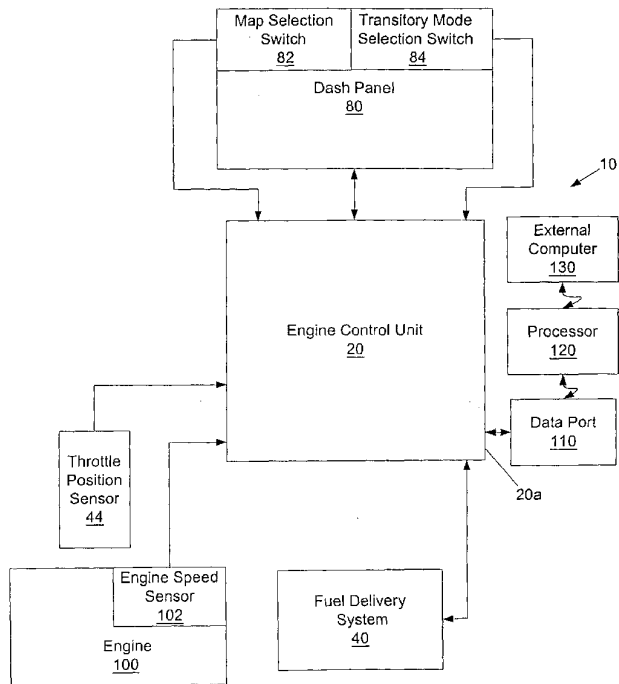 Map Selection
Switch
82
Transitory Mode
Selection Switch
84
Dash Panel
80
10
External
Computer
130
Engine Control Unit
20
Processor
120
Data Port
110
20a
Throttle
Position
Sensor
44
Engine Speed
Sensor
102
Engine
100
Fuel Delivery
System
40